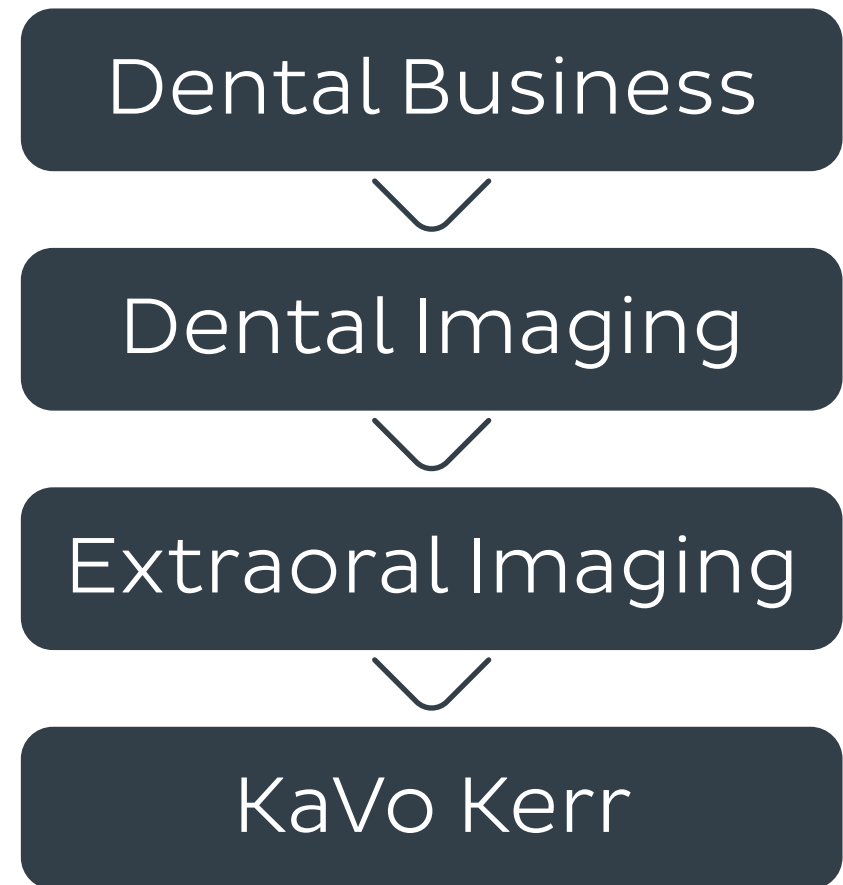 Dental Business
Dental Imaging
Extraoral Imaging
KaVo Kerr